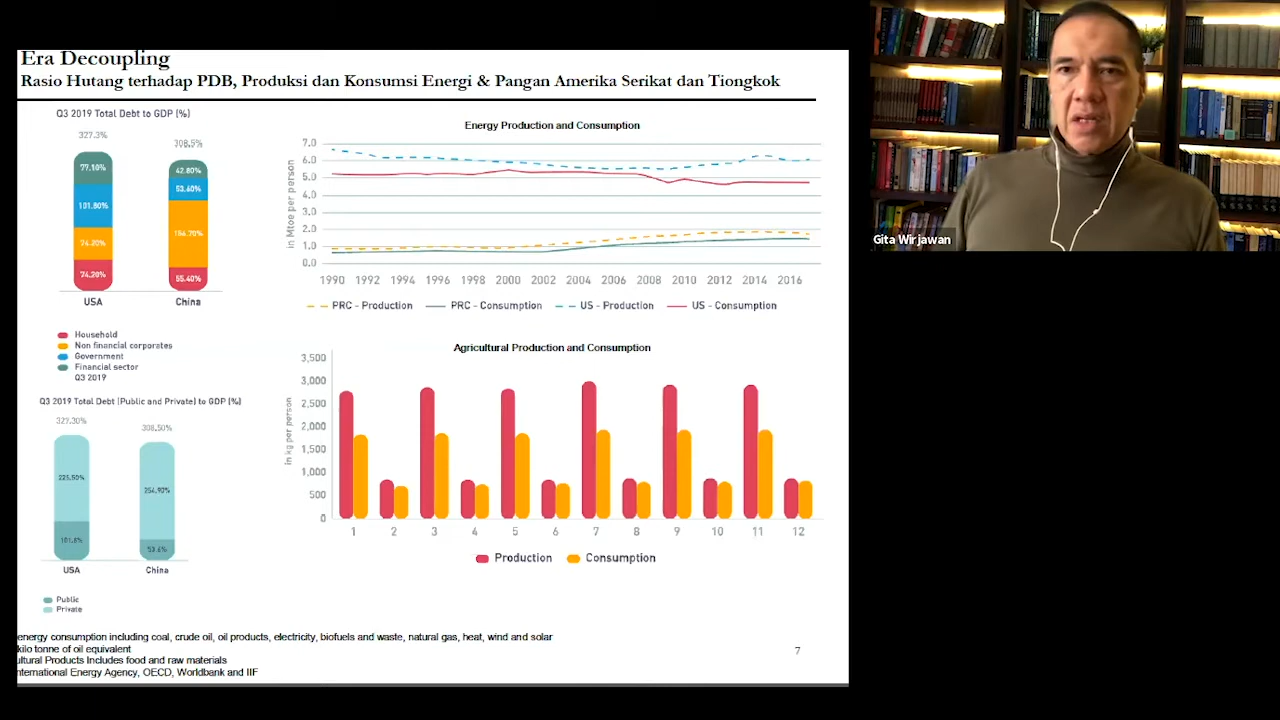 Era Decoupling
Rasio Hutang terhadap PDB, Produksi dan Konsumsi Energi & Pangan Amerika Serikat dan Tiongkok
Q3 2019 Total Debt to GDP (%)
327.3%
308.5%
77.10%
42.80%
101.80%
53.60%
74.20%
55.40%
USA
China
Household
Non financial corporates
Government
Financial sector
Q3 2019
Q3 2019 Total Debt (Public and Private) to GDP (%)
327.30%
308.50%
225.50%
254.90%
101.8%
53.6%
USA
China
Public
Private
Energy Production and Consumption
in Mtoe per person
7.0
6.0
5.0
4.0
3.0
2.0
1.0
0.0
1990 1992 1994 1996 1998 2000 2002 2004 2006 2008 2010 2012 2014 2016
PRC - Production PRC - Consumption US - Production US - Consumption
Agricultural Production and Consumption
in kg per person
3,500
3,000
2,500
2,000
1,500
1,000
500
0
1 2 3 4 5 6 7 8 9 10 11 12
Production Consumption
energy consumption including coal, crude oil, oil products, electricity, biofuels and waste, natural gas, heat, wind and solar
kilo tonne of oil equivalent
ultural Products Includes food and raw materials
nternational Energy Agency, OECD, Worldbank and IIF
7
Gita Wirjawan